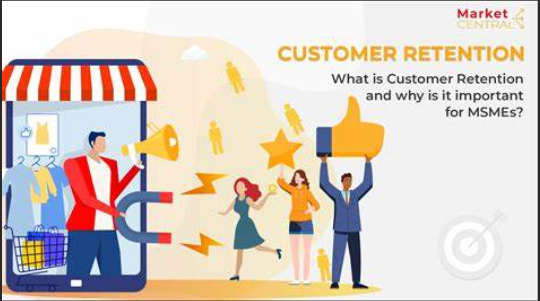 Market
CENTRAL
CUSTOMER RETENTION
What is Customer Retention
and why is it important
for MSMEs?